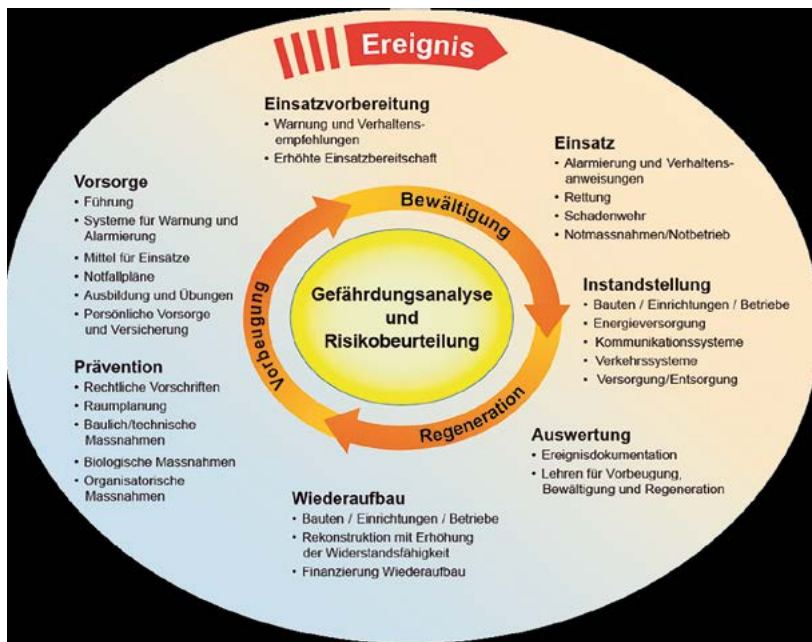 Ereignis
Einsatzvorbereitung
• Warnung und Verhaltens-
empfehlungen
• Erhöhte Einsatzbereitschaft
Einsatz
• Alarmierung und Verhaltens-
anweisungen
• Rettung
• Schadenwehr
• Notmassnahmen/Notbetrieb
Instandstellung
• Bauten / Einrichtungen / Betriebe
• Energieversorgung
• Kommunikationssysteme
• Verkehrssysteme
• Versorgung/Entsorgung
Auswertung
• Ereignisdokumentation
• Lehren für Vorbeugung,
Bewältigung und Regeneration
Wiederaufbau
• Bauten / Einrichtungen / Betriebe
• Rekonstruktion mit Erhöhung
der Widerstandsfähigkeit
• Finanzierung Wiederaufbau
Prävention
• Rechtliche Vorschriften
• Raumplanung
• Baulich/technische
Massnahmen
• Biologische Massnahmen
• Organisatorische
Massnahmen
Vorsorge
• Führung
• Systeme für Warnung und
Alarmierung
• Mittel für Einsätze
• Notfallpläne
• Ausbildung und Übungen
• Persönliche Vorsorge
und Versicherung
Bewältigung
Regeneration
Vorbeugung
Gefährdungsanalyse
und
Risikobeurteilung